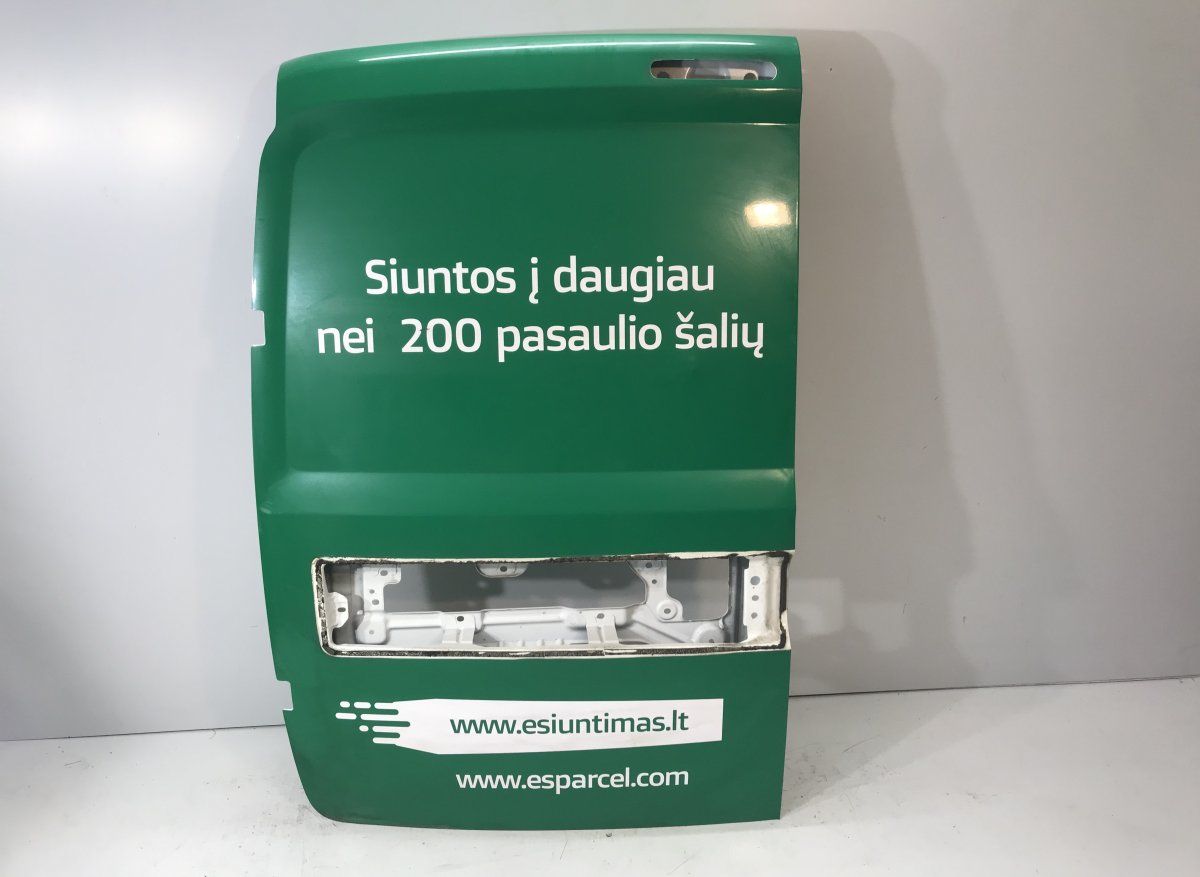 Siuntos į daugiau
nei 200 pasaulio šalių
www.esiuntimas.lt
www.esparcel.com